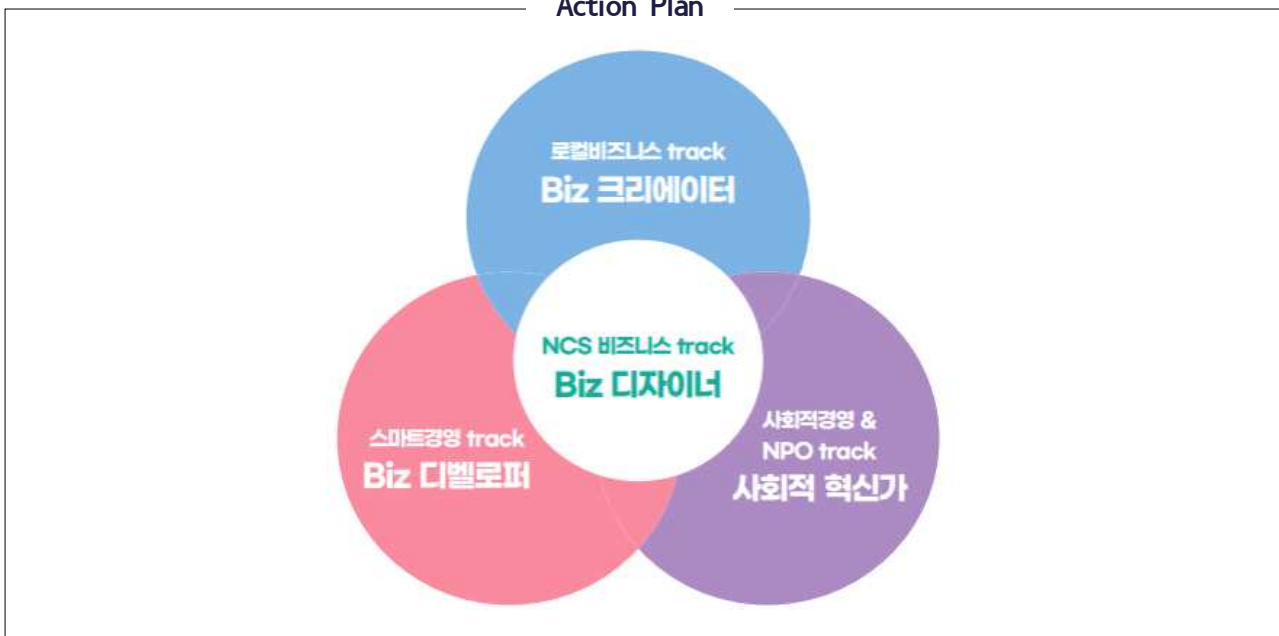 Action Plan
로컬비즈니스 track
Biz 크리에이터
NCS 비즈니스 track
Biz 디자이너
스마트경영 track
Biz 디벨로퍼
사회적경영 &
NPO track
사회적 혁신가